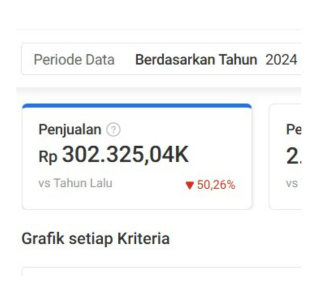 Periode Data Berdasarkan Tahun 2024
Penjualan
Rp 302.325,04K
vs Tahun Lalu ▼ 50,26%
Pe
2.
vs
Grafik setiap Kriteria